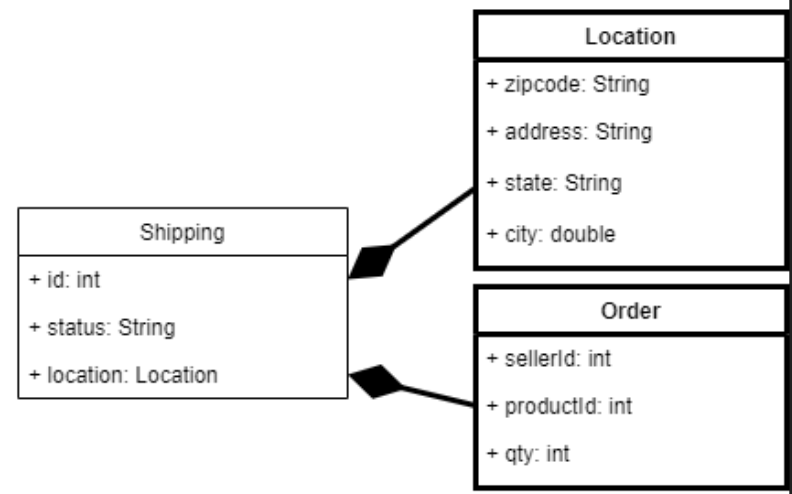 Location
+ zipcode: String
+ address: String
+ state: String
+ city: double
Shipping
+ id: int
+ status: String
+ location: Location
Order
+ sellerId: int
+ productId: int
+ qty: int